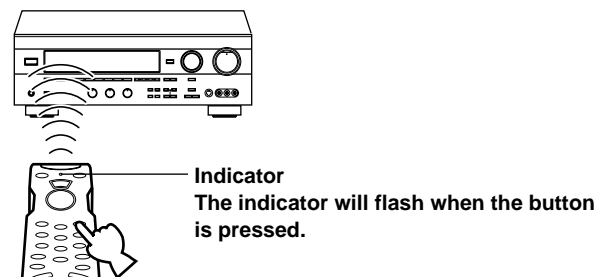 Indicator
The indicator will flash when the button
is pressed.